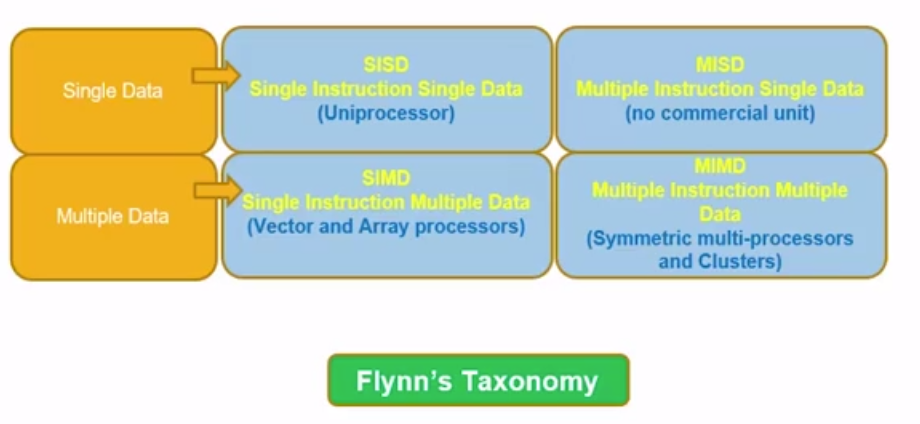 Single Data
SISD
Single Instruction Single Data
(Uniprocessor)
MISD
Multiple Instruction Single Data
(no commercial unit)
Multiple Data
SIMD
Single Instruction Multiple Data
(Vector and Array processors)
MIMD
Multiple Instruction Multiple
Data
(Symmetric multi-processors
and Clusters)
Flynn's Taxonomy